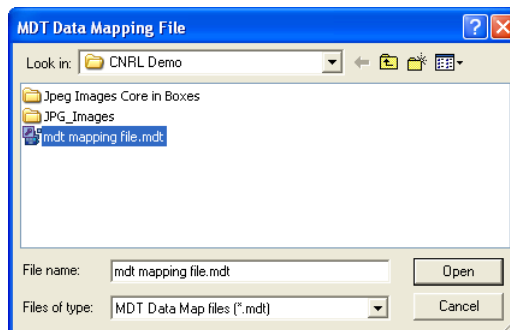 MDT Data Mapping File
Look in: CNRL Demo
Jpeg Images Core in Boxes
JPG_Images
mdt mapping file.mdt
File name: mdt mapping file.mdt Open
Files of type: MDT Data Map files (*.mdt) Cancel